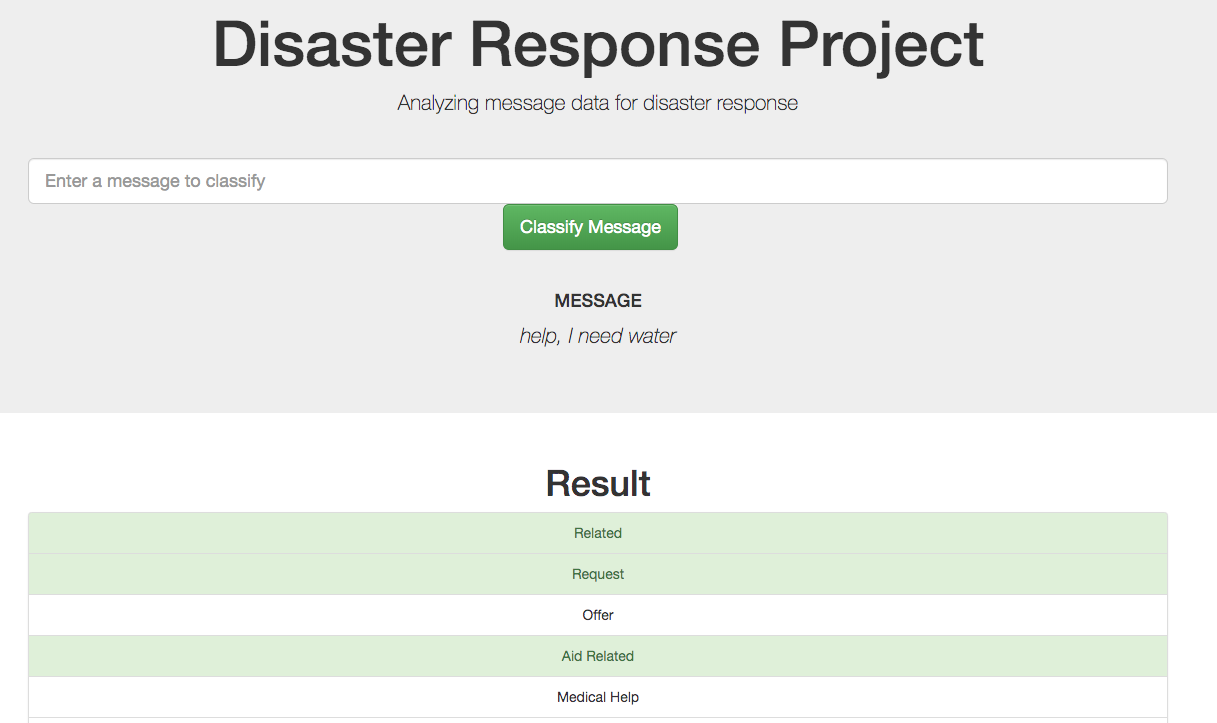 Disaster Response Project
Analyzing message data for disaster response
Enter a message to classify
Classify Message
MESSAGE
help, I need water
Result
Related
Request
Offer
Aid Related
Medical Help